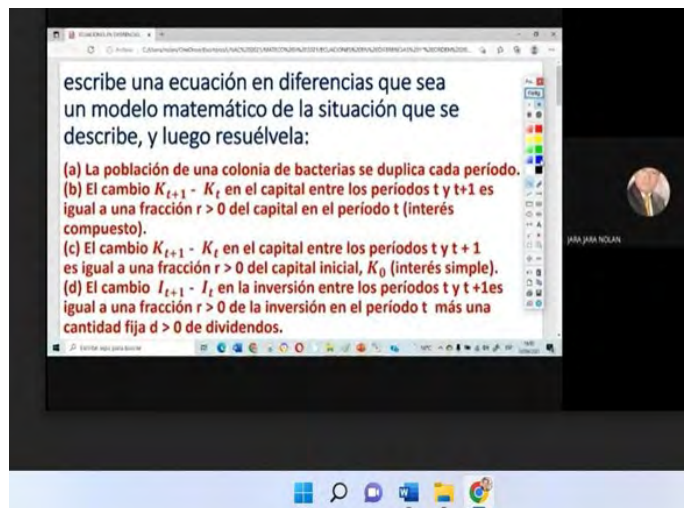 escribe una ecuación en diferencias que sea
un modelo matemático de la situación que se
describe, y luego resuélvela:
(a) La población de una colonia de bacterias se duplica cada período.
(b) El cambio K_{t+1} - K_t en el capital entre los períodos t y t+1 es
igual a una fracción r > 0 del capital en el período t (interés
compuesto).
(c) El cambio K_{t+1} - K_t en el capital entre los períodos t y t + 1
es igual a una fracción r > 0 del capital inicial, K_0 (interés simple).
(d) El cambio I_{t+1} - I_t en la inversión entre los períodos t y t +1es
igual a una fracción r > 0 de la inversión en el período t más una
cantidad fija d > 0 de dividendos.
JARA JARA NOLAN